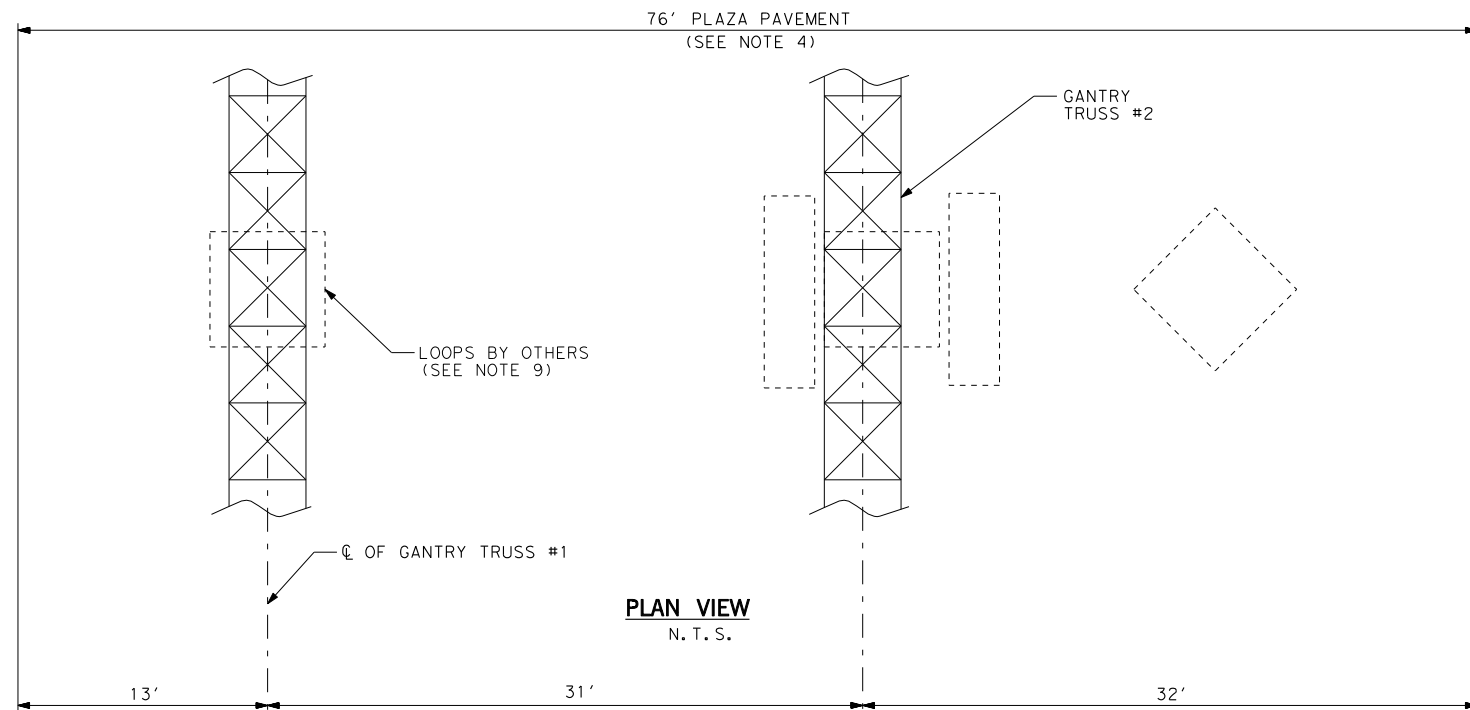 76' PLAZA PAVEMENT
(SEE NOTE 4)
GANTRY
TRUSS #2
LOOPS BY OTHERS
(SEE NOTE 9)
℄ OF GANTRY TRUSS #1
PLAN VIEW
N.T.S.
13'
31'
32'